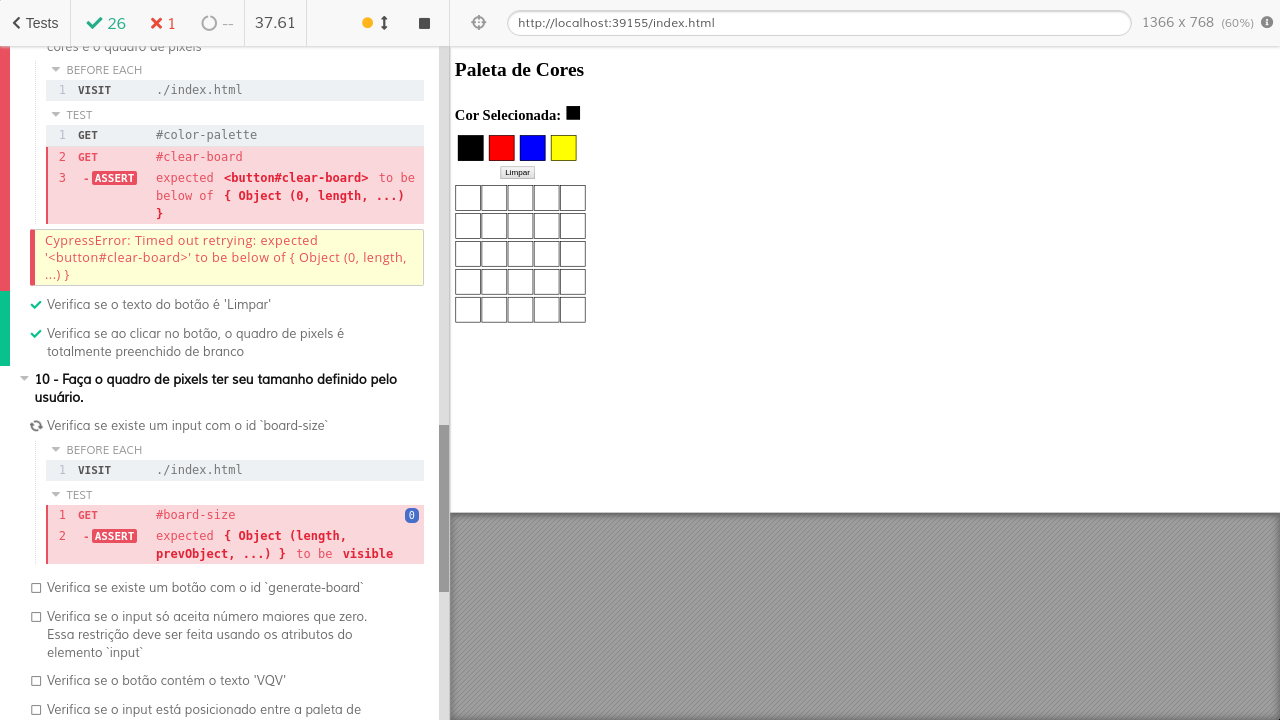 Tests 26 1 -- 37.61
http://localhost:39155/index.html
1366 x 768 (60%)
cores e o quadro de pixels
BEFORE EACH
1 VISIT ./index.html
TEST
1 GET #color-palette
2 GET #clear-board
3 - ASSERT expected <button#clear-board> to be
below of { Object (0, length, ...)
}
CypressError: Timed out retrying: expected
'<button#clear-board>' to be below of { Object (0, length,
...) }
Verifica se o texto do botão é 'Limpar'
Verifica se ao clicar no botão, o quadro de pixels é
totalmente preenchido de branco
10 - Faça o quadro de pixels ter seu tamanho definido pelo
usuário.
Verifica se existe um input com o id `board-size`
BEFORE EACH
1 VISIT ./index.html
TEST
1 GET #board-size 0
2 - ASSERT expected { Object (length,
prevObject, ...) } to be visible
Verifica se existe um botão com o id `generate-board`
Verifica se o input só aceita número maiores que zero.
Essa restrição deve ser feita usando os atributos do
elemento `input`
Verifica se o botão contém o texto 'VQV'
Verifica se o input está posicionado entre a paleta de
Paleta de Cores
Cor Selecionada:
Limpar